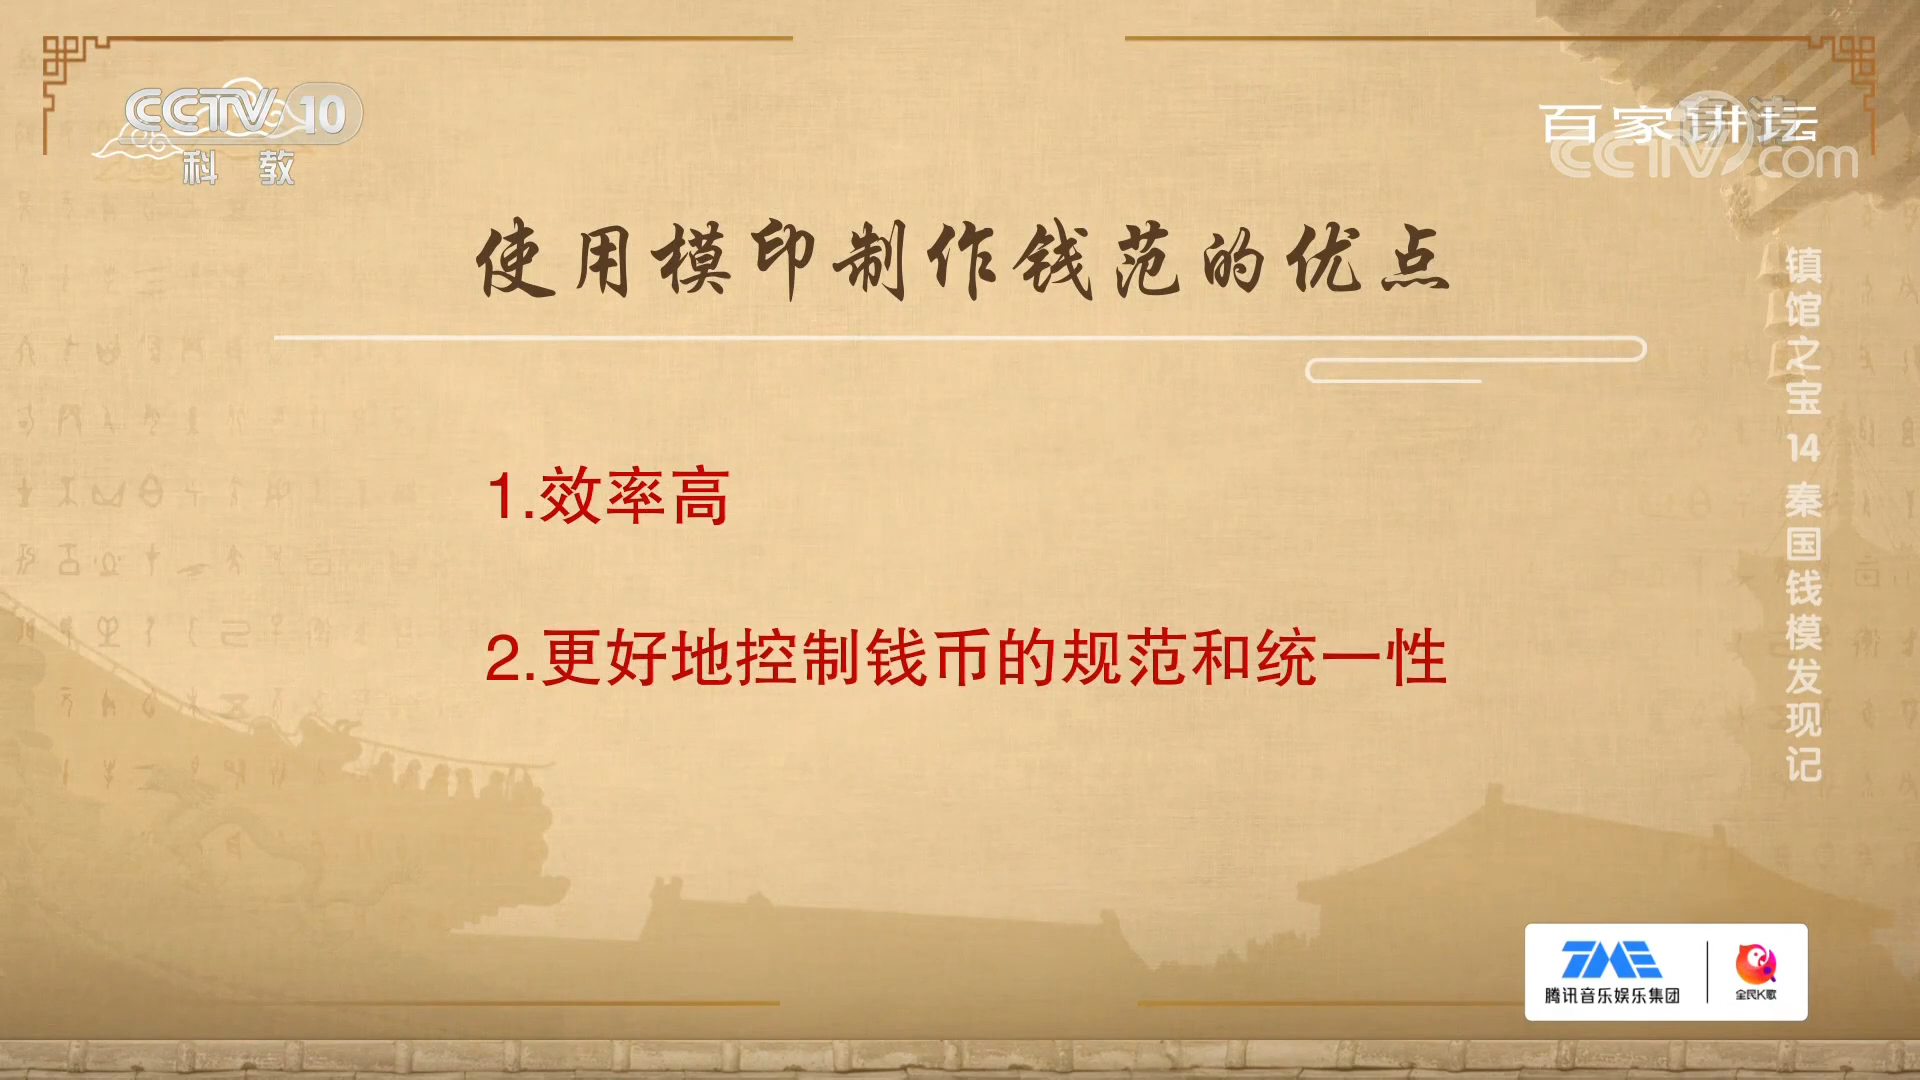 CCTV 10
科教
百家讲坛
CCTV.com
使用模印制作钱范的优点
1.效率高
2.更好地控制钱币的规范和统一性
镇馆之宝 14 秦国钱模发现记
TME
腾讯音乐娱乐集团
全民K歌